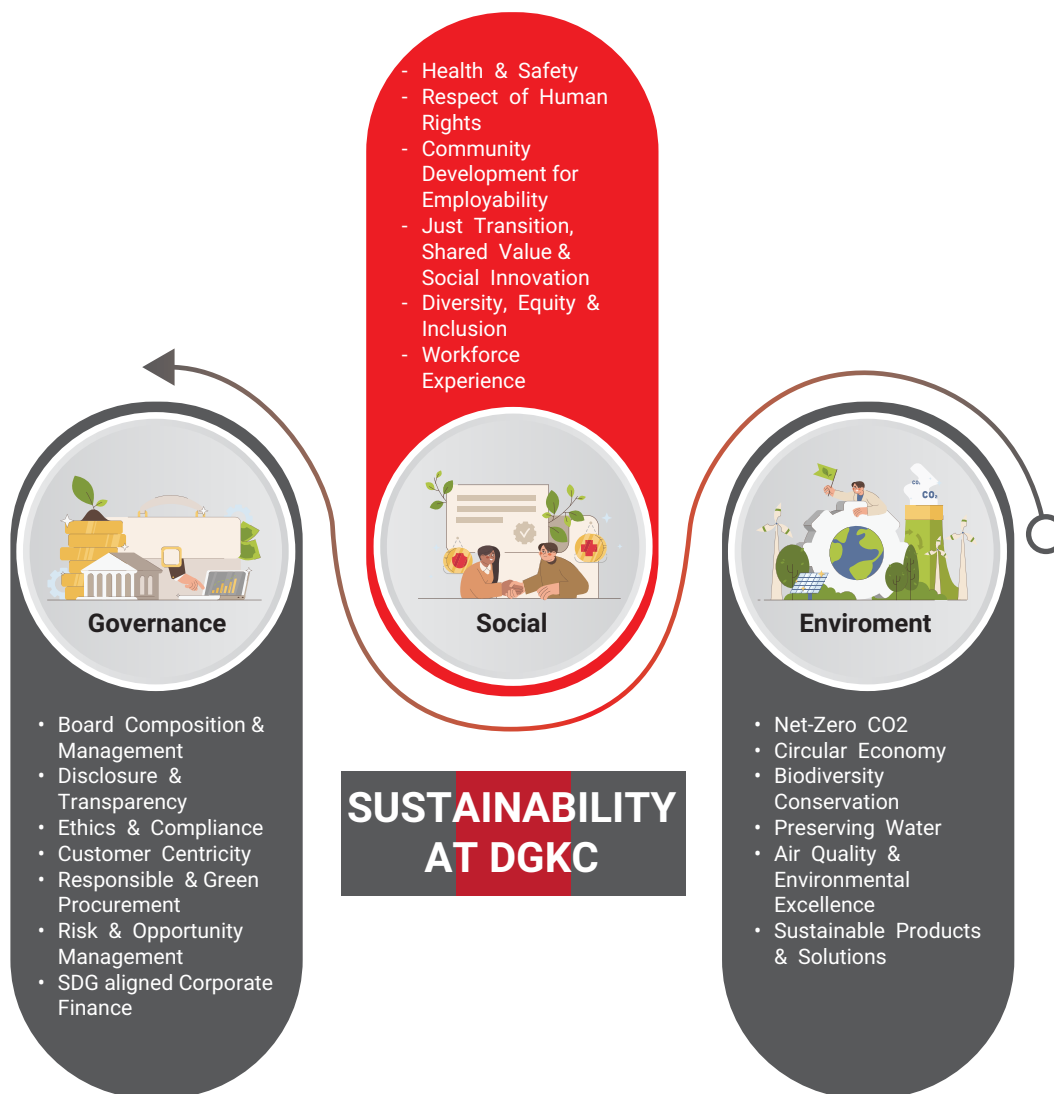 - Health & Safety
- Respect of Human
Rights
- Community
Development for
Employability
- Just Transition,
Shared Value &
Social Innovation
- Diversity, Equity &
Inclusion
- Workforce
Experience
Governance
Social
CO₂
CO₂
Enviroment
• Board Composition &
Management
• Disclosure &
Transparency
• Ethics & Compliance
• Customer Centricity
• Responsible & Green
Procurement
• Risk & Opportunity
Management
• SDG aligned Corporate
Finance
SUSTAINABILITY
AT DGKC
• Net-Zero CO2
• Circular Economy
• Biodiversity
Conservation
• Preserving Water
• Air Quality &
Environmental
Excellence
• Sustainable Products
& Solutions